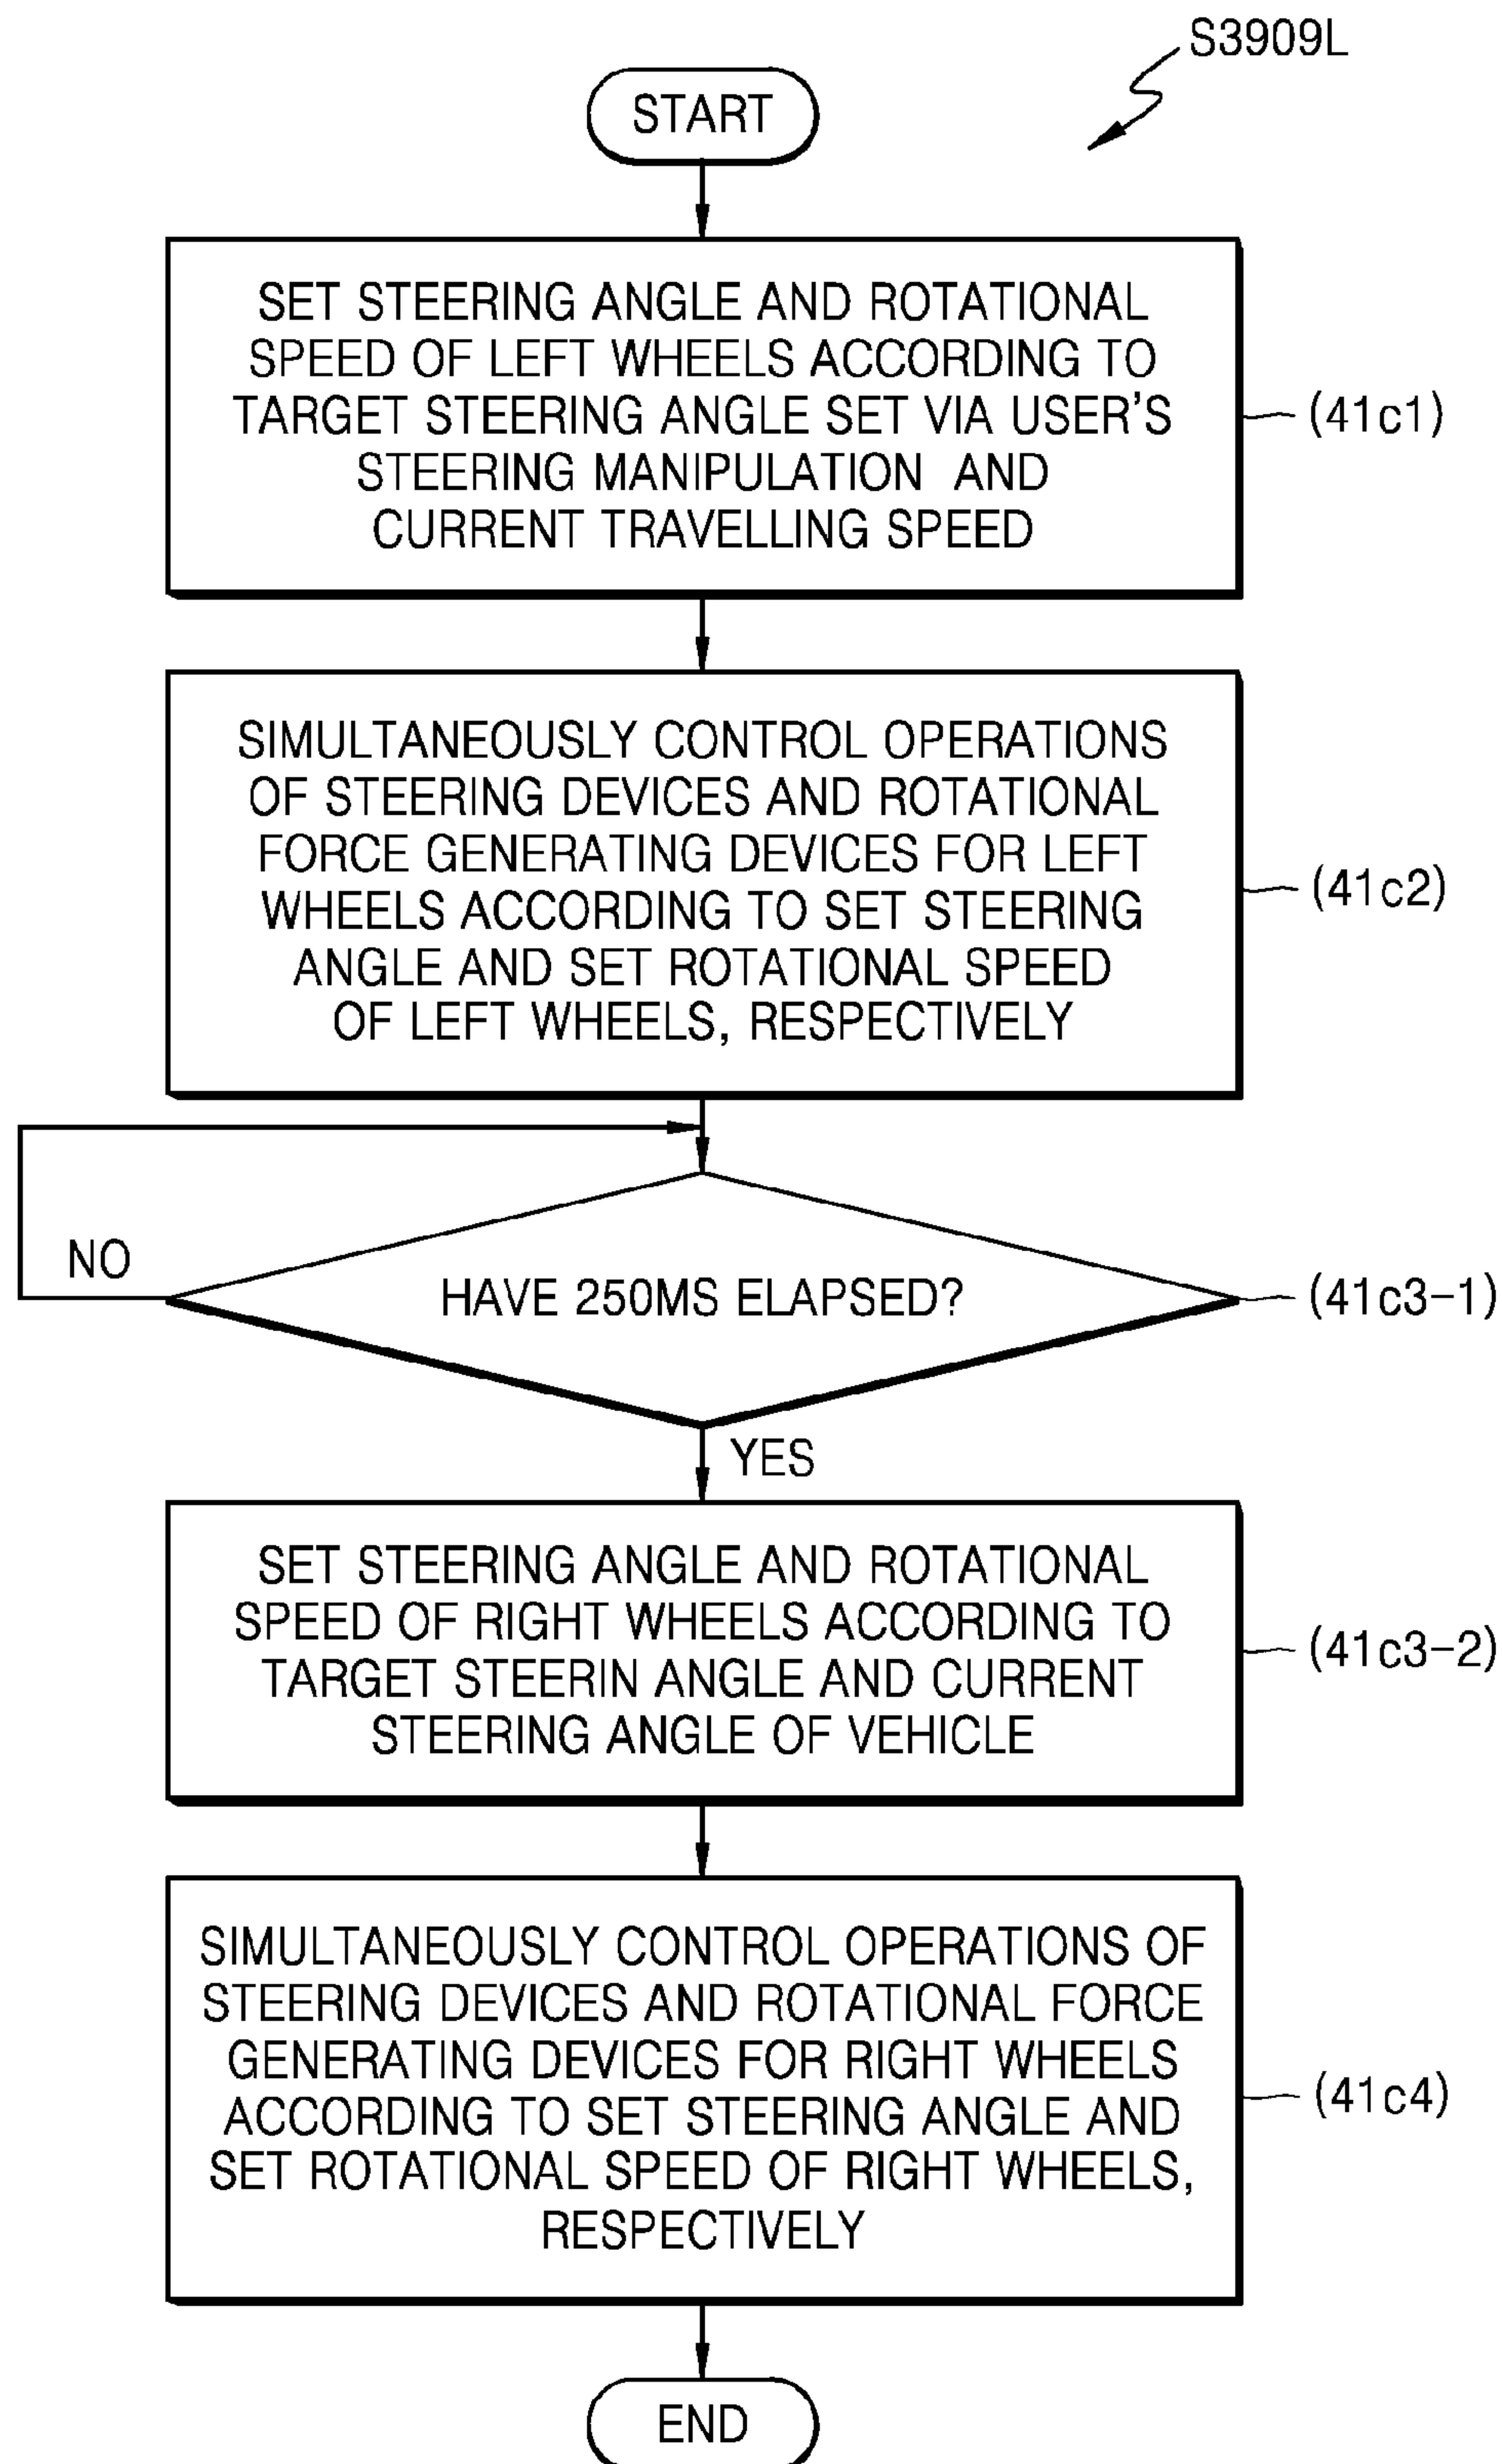 S3909L
START
SET STEERING ANGLE AND ROTATIONAL
SPEED OF LEFT WHEELS ACCORDING TO
TARGET STEERING ANGLE SET VIA USER'S
STEERING MANIPULATION AND
CURRENT TRAVELLING SPEED
(41c1)
SIMULTANEOUSLY CONTROL OPERATIONS
OF STEERING DEVICES AND ROTATIONAL
FORCE GENERATING DEVICES FOR LEFT
WHEELS ACCORDING TO SET STEERING
ANGLE AND SET ROTATIONAL SPEED
OF LEFT WHEELS, RESPECTIVELY
(41c2)
NO
HAVE 250MS ELAPSED?
(41c3-1)
YES
SET STEERING ANGLE AND ROTATIONAL
SPEED OF RIGHT WHEELS ACCORDING TO
TARGET STEERIN ANGLE AND CURRENT
STEERING ANGLE OF VEHICLE
(41c3-2)
SIMULTANEOUSLY CONTROL OPERATIONS OF
STEERING DEVICES AND ROTATIONAL FORCE
GENERATING DEVICES FOR RIGHT WHEELS
ACCORDING TO SET STEERING ANGLE AND
SET ROTATIONAL SPEED OF RIGHT WHEELS,
RESPECTIVELY
(41c4)
END